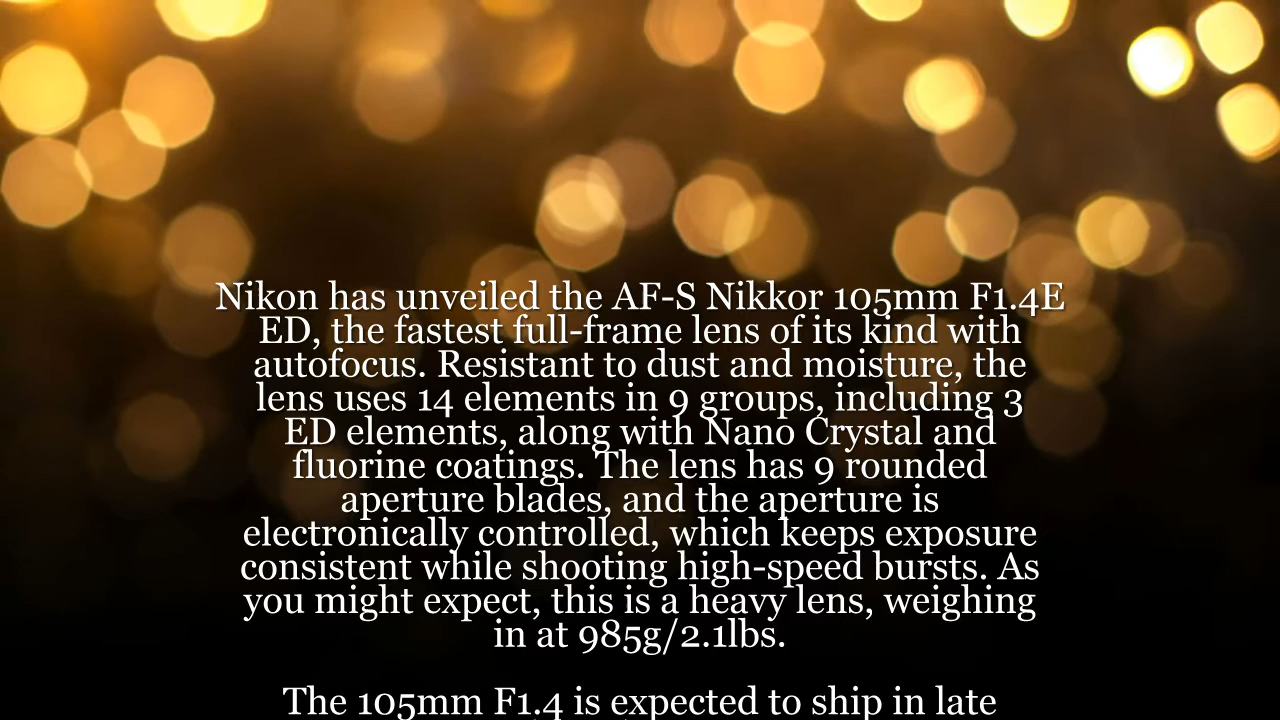 Nikon has unveiled the AF-S Nikkor 105mm F1.4E
ED, the fastest full-frame lens of its kind with
autofocus. Resistant to dust and moisture, the
lens uses 14 elements in 9 groups, including 3
ED elements, along with Nano Crystal and
fluorine coatings. The lens has 9 rounded
aperture blades, and the aperture is
electronically controlled, which keeps exposure
consistent while shooting high-speed bursts. As
you might expect, this is a heavy lens, weighing
in at 985g/2.1lbs.
The 105mm F1.4 is expected to ship in late